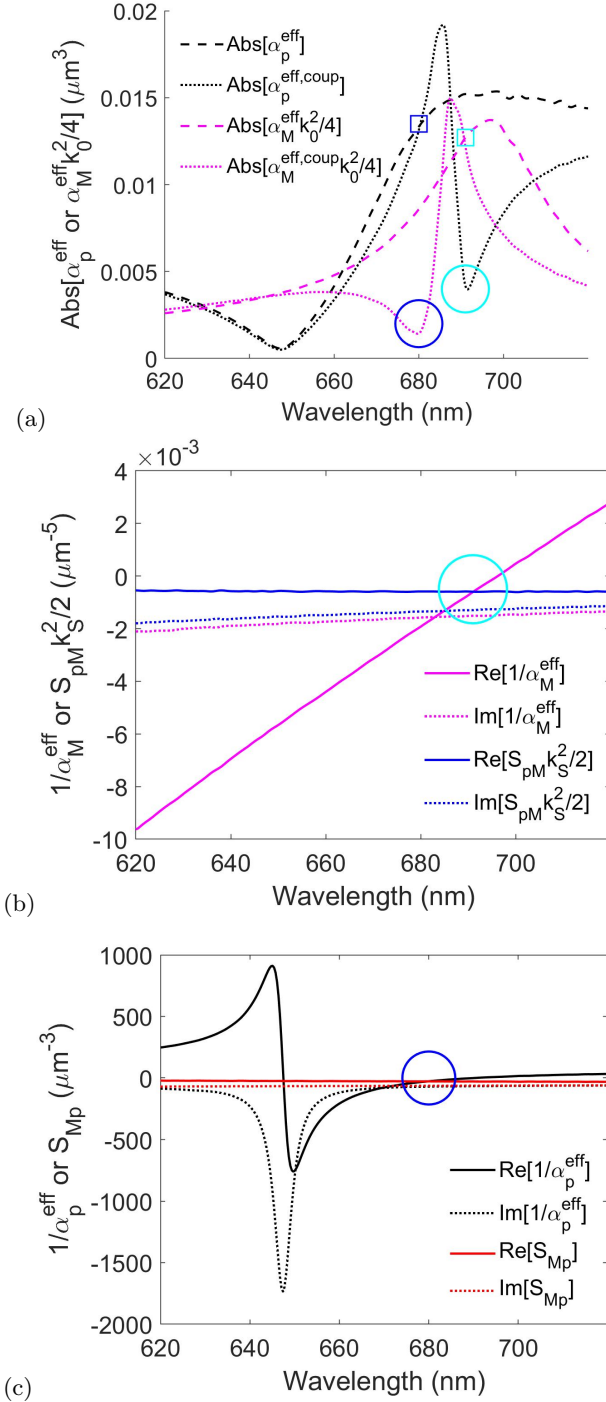 Abs[α_p^eff or α_M^eff k_0^2/4] (μm^3)
0.015
0.01
0.005
0
Abs[α_p^eff]
Abs[α_p^eff,coup]
Abs[α_M^eff k_0^2/4]
Abs[α_M^eff,coup k_0^2/4]
620 640 660 680 700
Wavelength (nm)
(a)
×10^-3
1/α_M^eff or S_pM k_S^2/2 (μm^-5)
4
2
0
-2
-4
-6
-8
-10
Re[1/α_M^eff]
Im[1/α_M^eff]
Re[S_pM k_S^2/2]
Im[S_pM k_S^2/2]
620 640 660 680 700
Wavelength (nm)
(b)
1/α_p^eff or S_Mp (μm^-3)
1000
500
0
-500
-1000
-1500
-2000
Re[1/α_p^eff]
Im[1/α_p^eff]
Re[S_Mp]
Im[S_Mp]
620 640 660 680 700
Wavelength (nm)
(c)